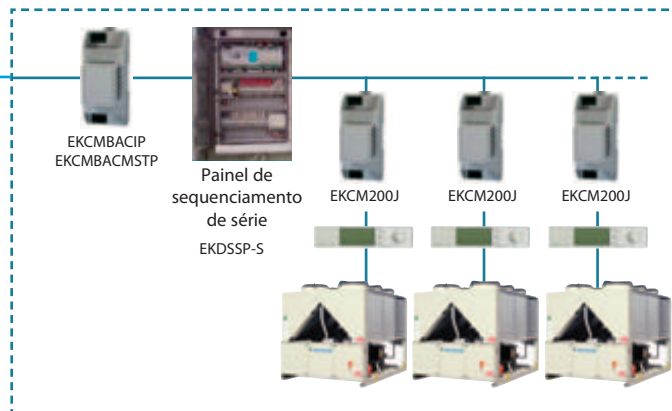 EKCMBACIP
EKCMBACMSTP
Painel de
sequenciamento
de série
EKDSSP-S
EKCM200J
EKCM200J
EKCM200J